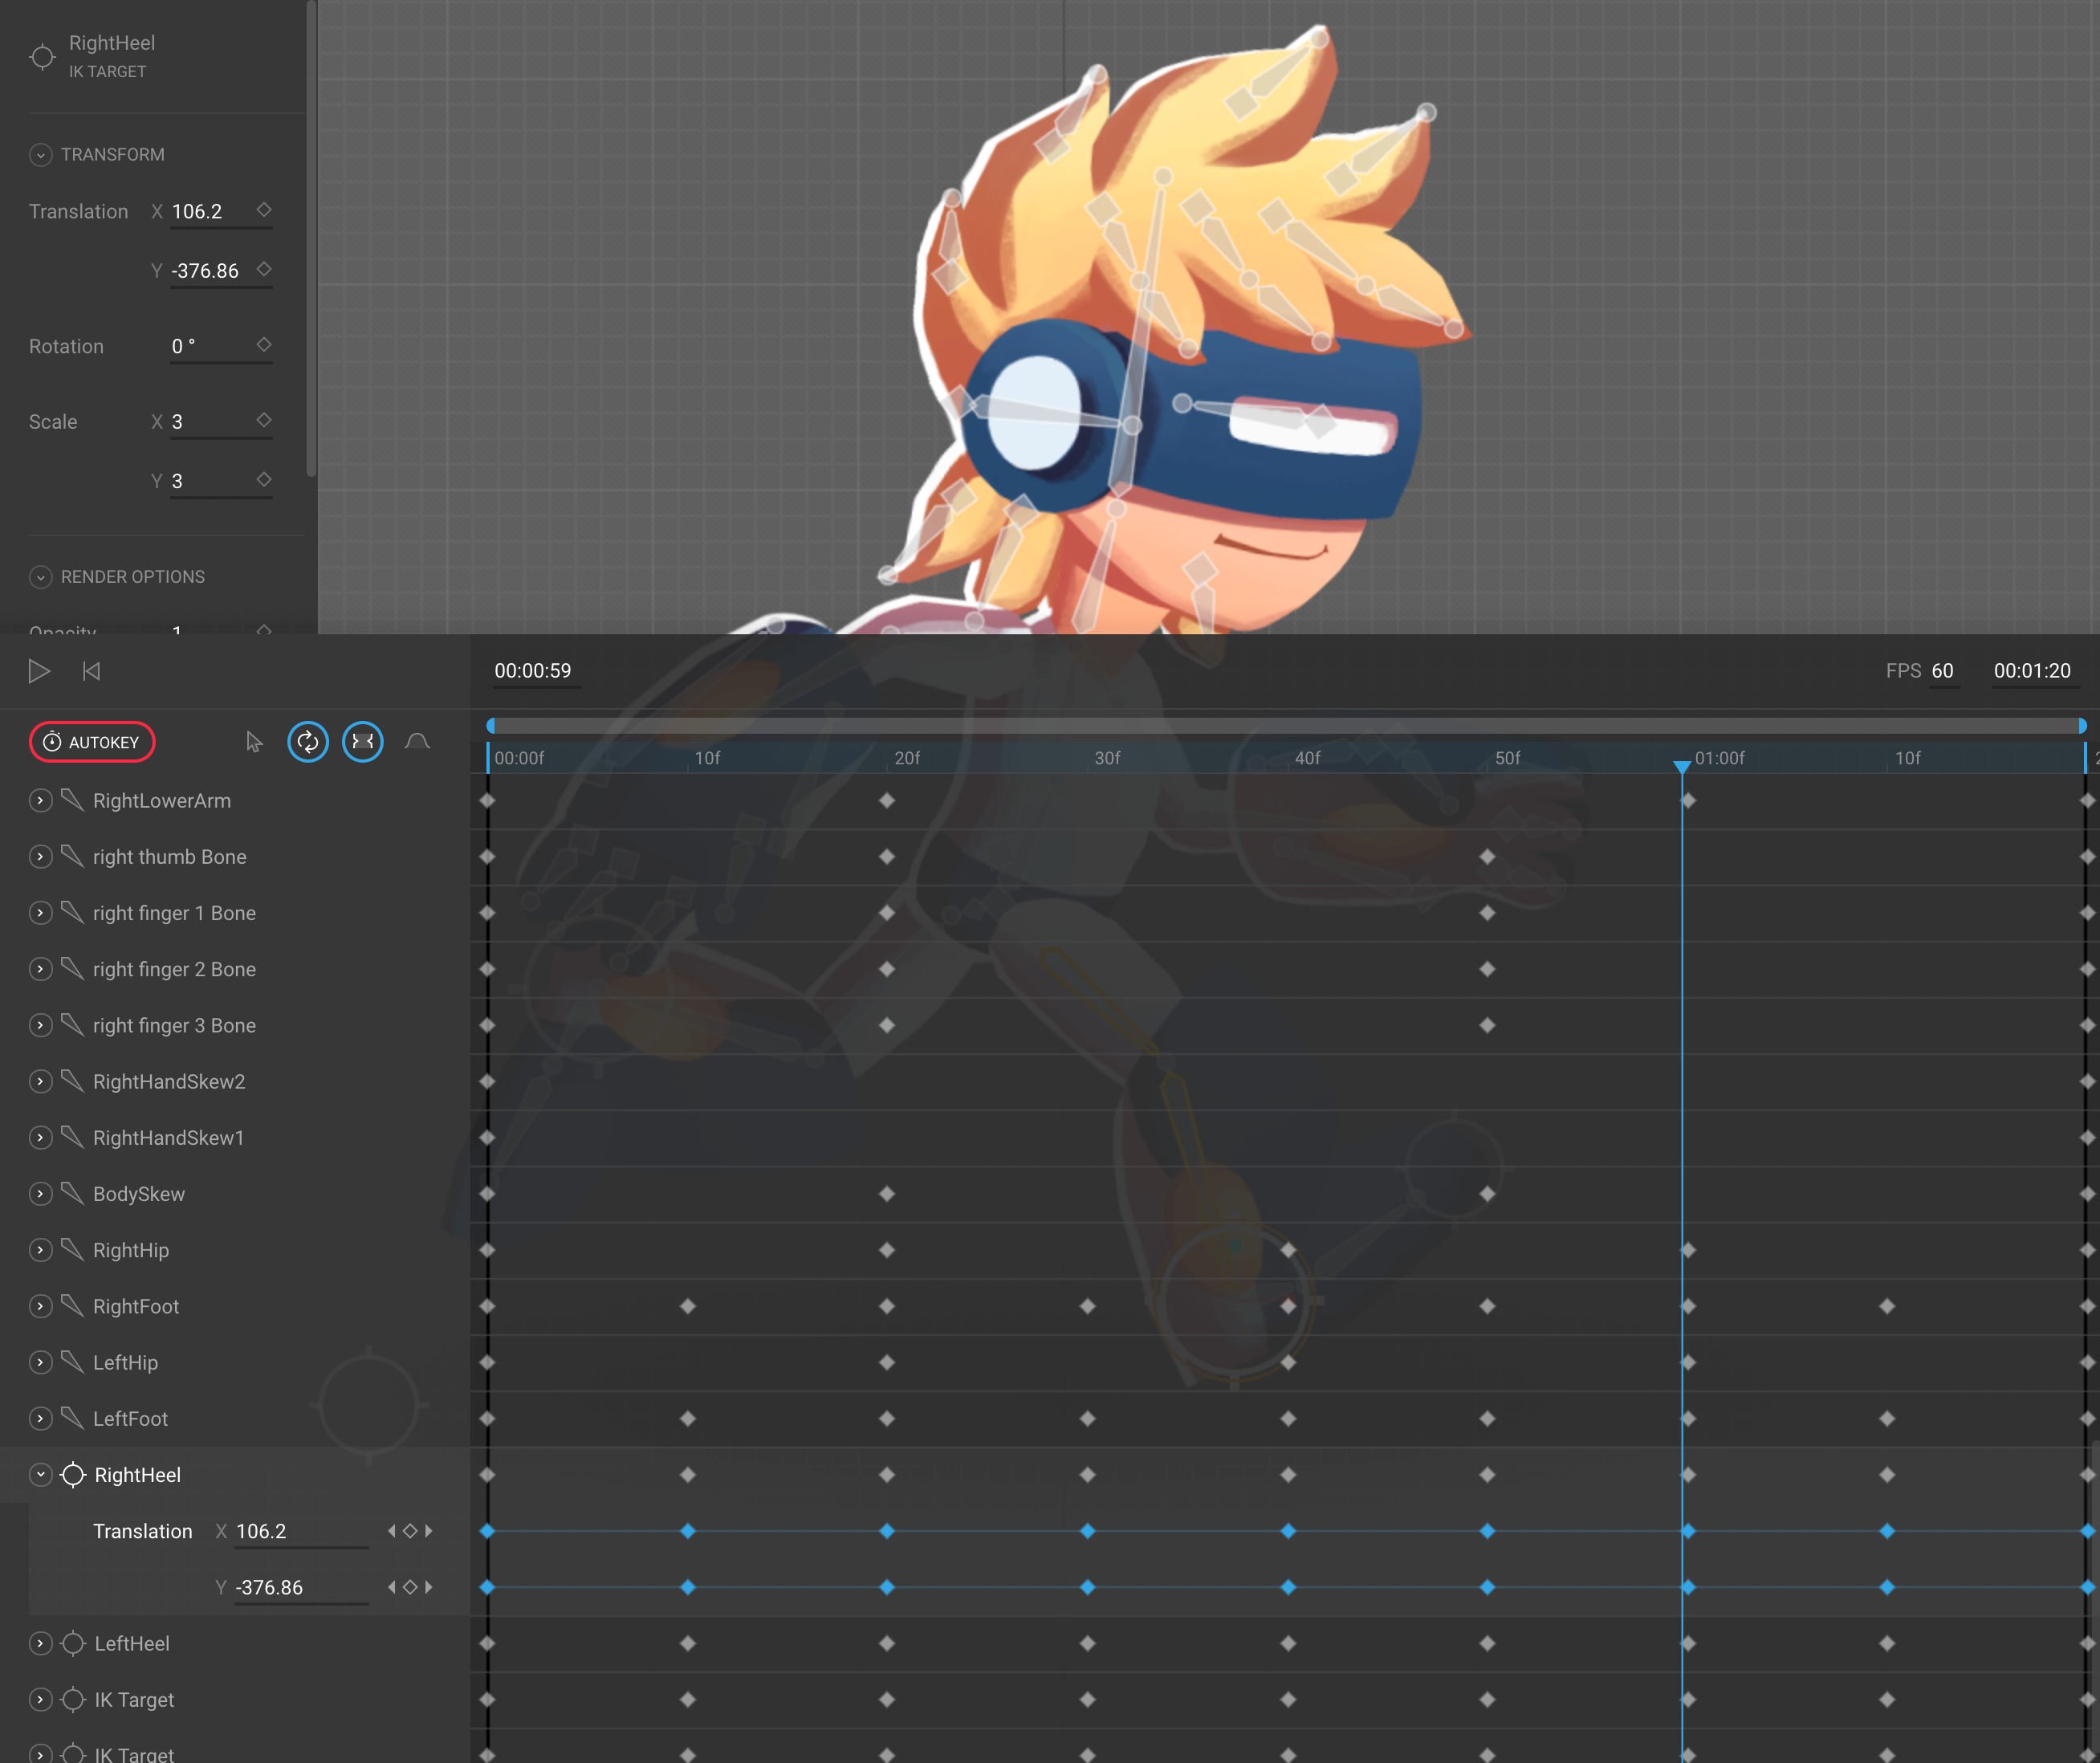 RightHeel
IK TARGET
TRANSFORM
Translation X 106.2
Y -376.86
Rotation 0 °
Scale X 3
Y 3
RENDER OPTIONS
Opacity 1
00:00:59 FPS 60 00:01:20
AUTOKEY
00:00f 10f 20f 30f 40f 50f 01:00f 10f 2
RightLowerArm
right thumb Bone
right finger 1 Bone
right finger 2 Bone
right finger 3 Bone
RightHandSkew2
RightHandSkew1
BodySkew
RightHip
RightFoot
LeftHip
LeftFoot
RightHeel
Translation X 106.2
Y -376.86
LeftHeel
IK Target
IK Target